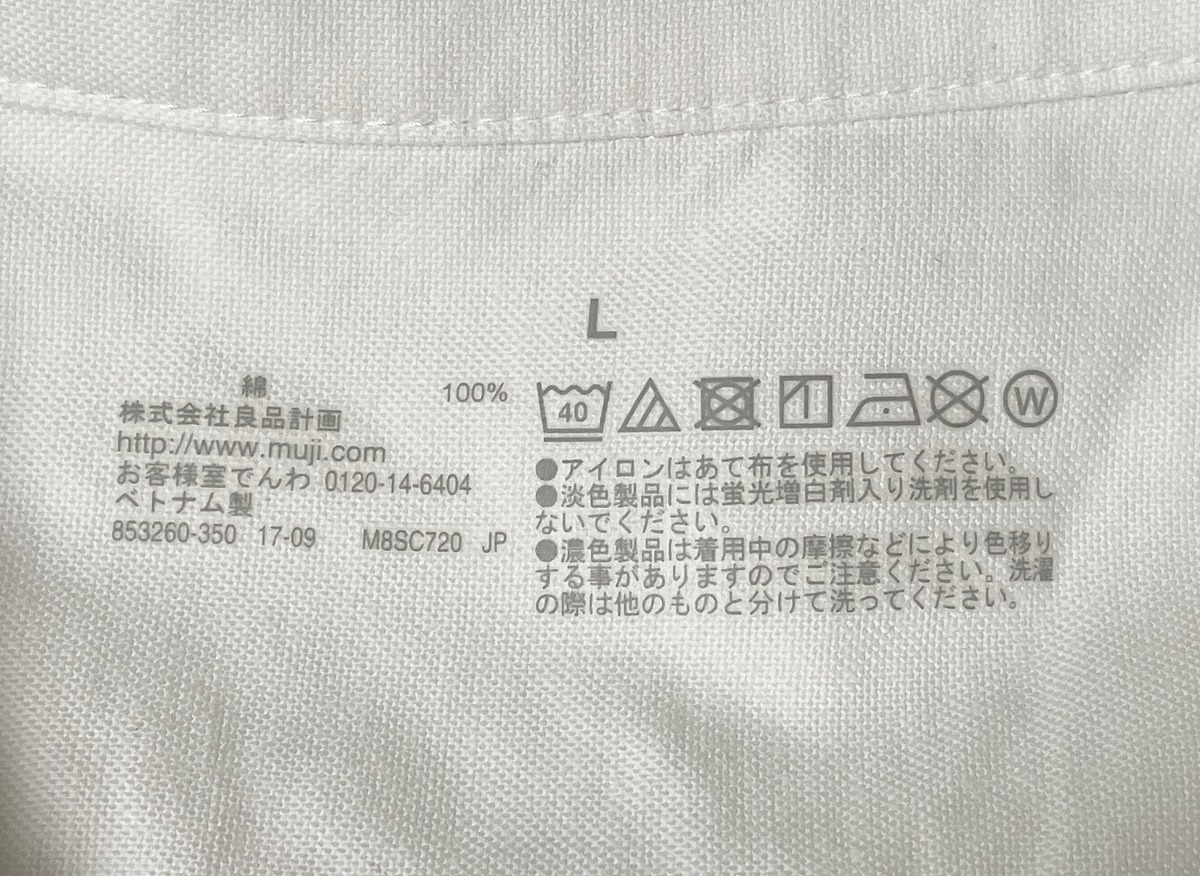 L
綿 100%
株式会社良品計画
http://www.muji.com
お客様室でんわ 0120-14-6404
ベトナム製
853260-350 17-09 M8SC720 JP
40
W
●アイロンはあて布を使用してください。
●淡色製品には蛍光増白剤入り洗剤を使用し
ないでください。
●濃色製品は着用中の摩擦などにより色移り
する事がありますのでご注意ください。洗濯
の際は他のものと分けて洗ってください。